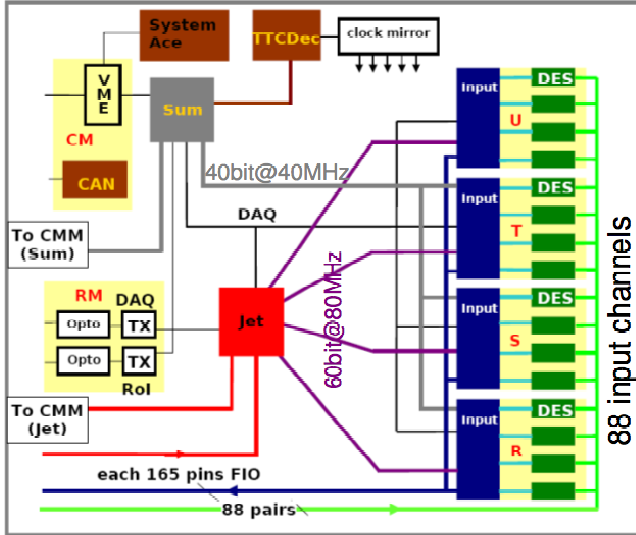 System
Ace
TTCDec
clock mirror
V
M
E
Sum
CM
CAN
Input
DES
U
40bit@40MHz
Input
DES
T
DAQ
To CMM
(Sum)
RM
DAQ
Opto
TX
Opto
TX
RoI
Jet
60bit@80MHz
Input
DES
S
88 input channels
Input
DES
R
To CMM
(Jet)
each 165 pins FIO
88 pairs